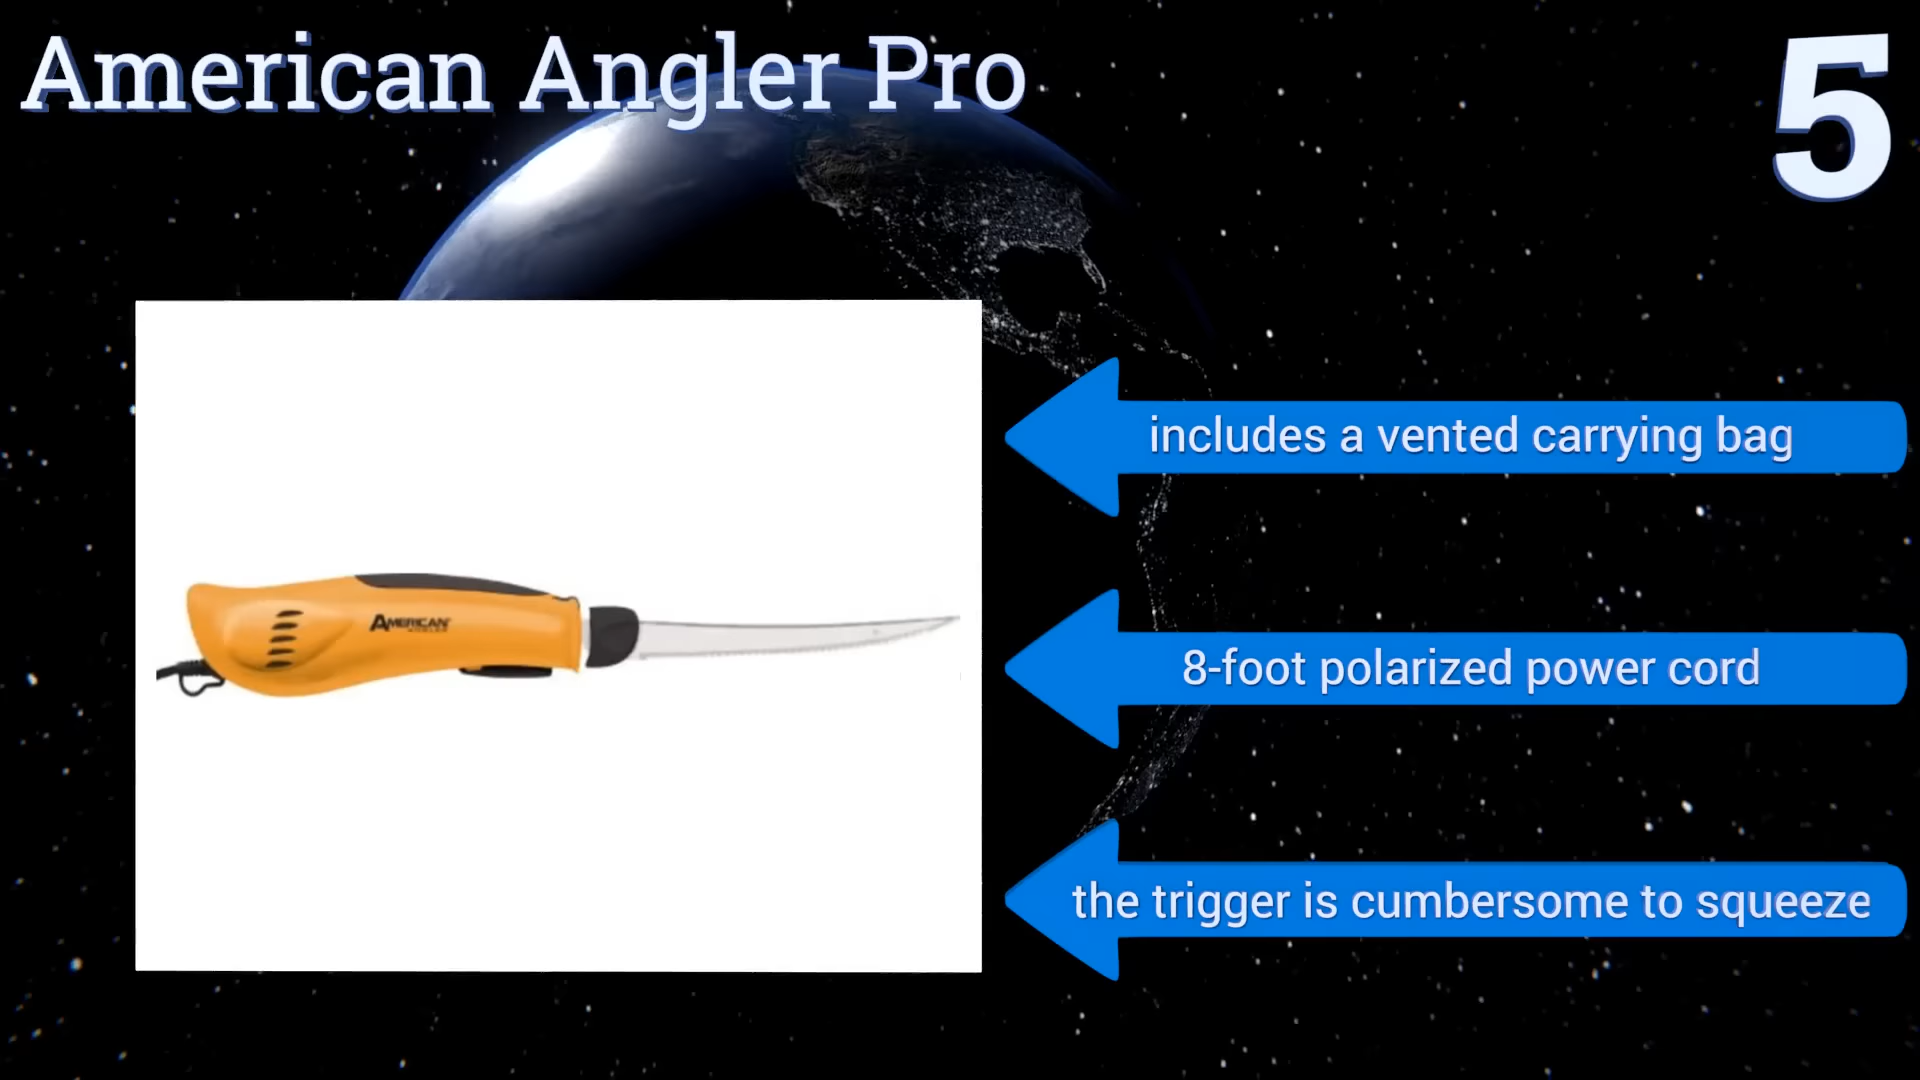 American Angler Pro
5
includes a vented carrying bag
8-foot polarized power cord
the trigger is cumbersome to squeeze
AMERICAN
ANGLER